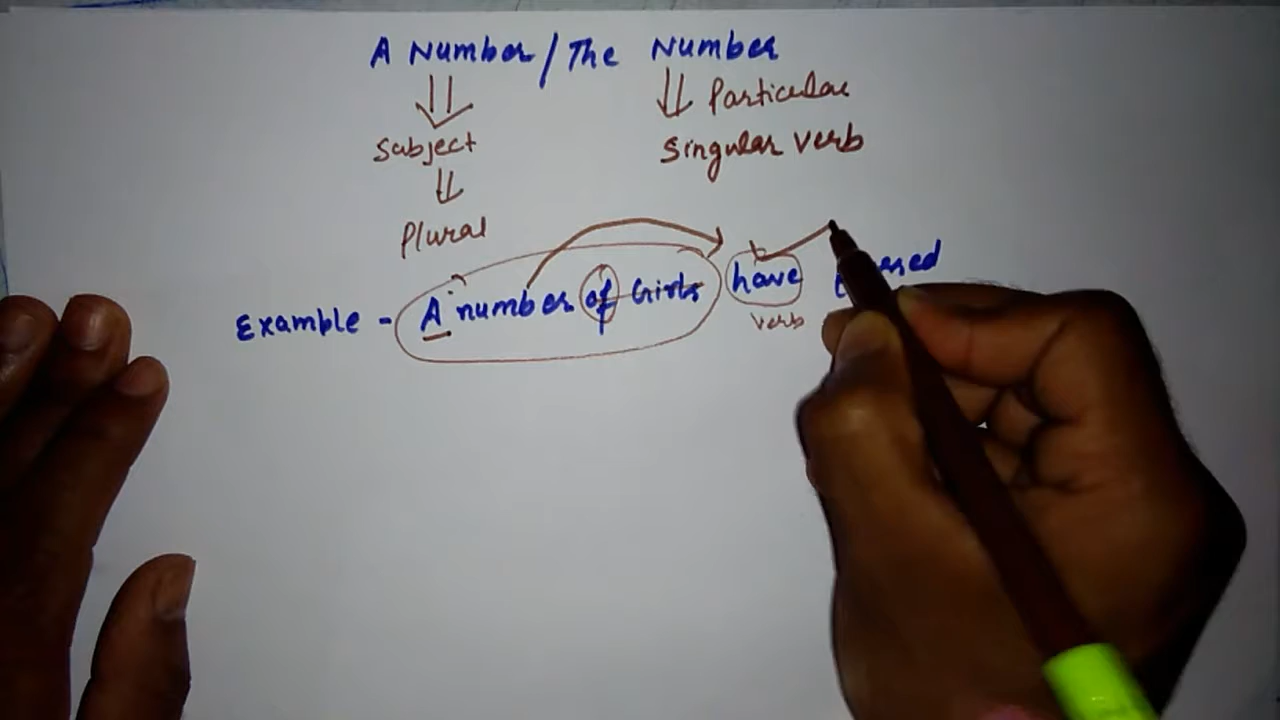 A Number / The Number
Particular
Subject
Singular verb
Plural
Example - A number of Girls have
verb